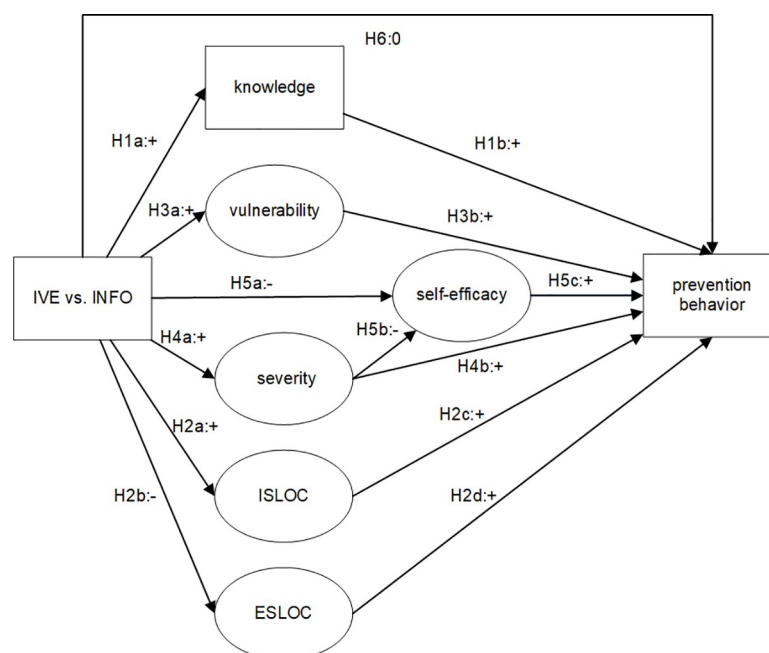 H6:0
knowledge
H1a:+
H1b:+
H3a:+
vulnerability
H3b:+
IVE vs. INFO
H5a:-
self-efficacy
H5c:+
prevention
behavior
H4a:+
severity
H5b:-
H4b:+
H2a:+
H2c:+
H2b:-
ISLOC
H2d:+
ESLOC